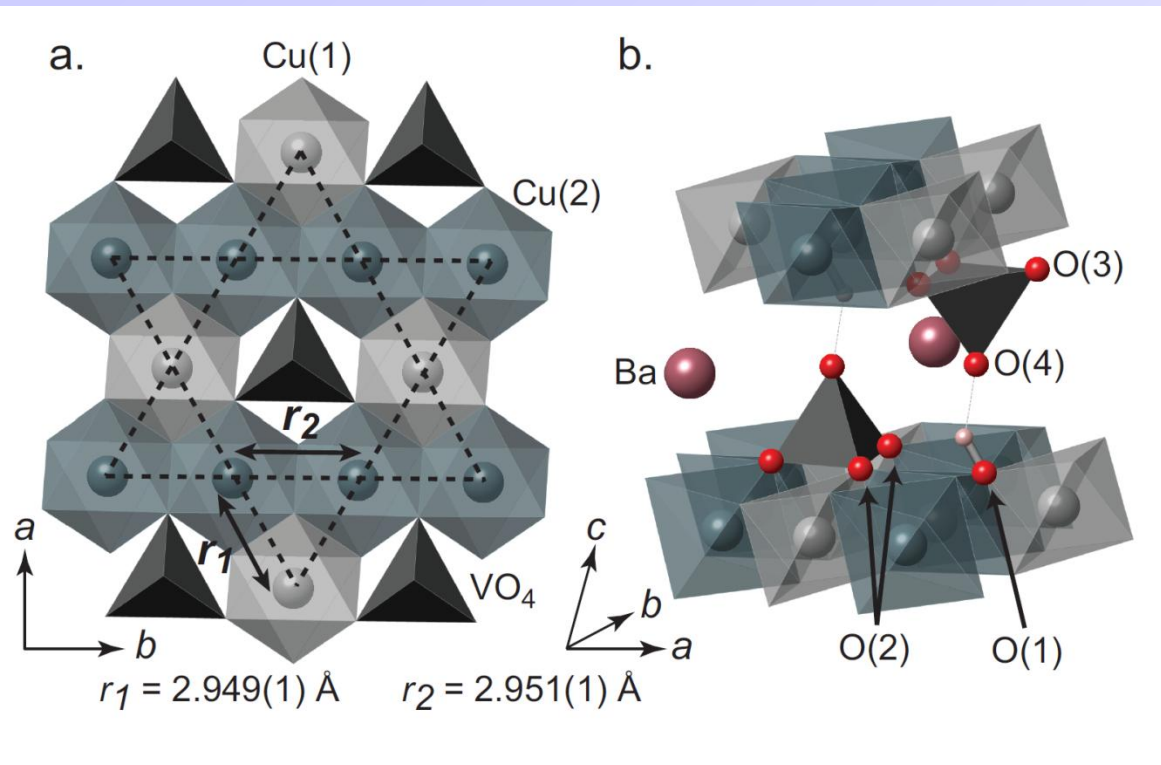 a.
Cu(1)
Cu(2)
r2
r1
VO4
a
b
r1 = 2.949(1) Å
r2 = 2.951(1) Å
b.
O(3)
Ba
O(4)
c
b
a
O(2)
O(1)